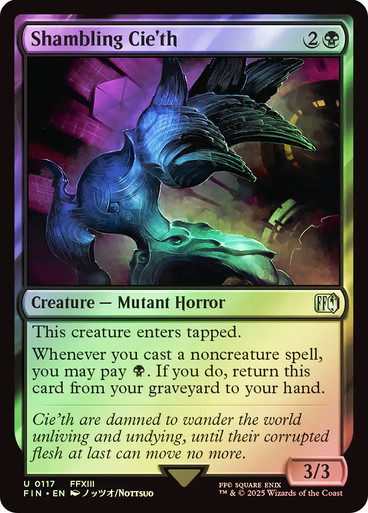 Shambling Cie'th 2
Creature — Mutant Horror
This creature enters tapped.
Whenever you cast a noncreature spell,
you may pay . If you do, return this
card from your graveyard to your hand.
Cie'th are damned to wander the world
unliving and undying, until their corrupted
flesh at last can move no more.
3/3
U 0117 FFXIII
FIN • EN ノッツオ/NOTTSUO
FF© SQUARE ENIX
™ & © 2025 Wizards of the Coast